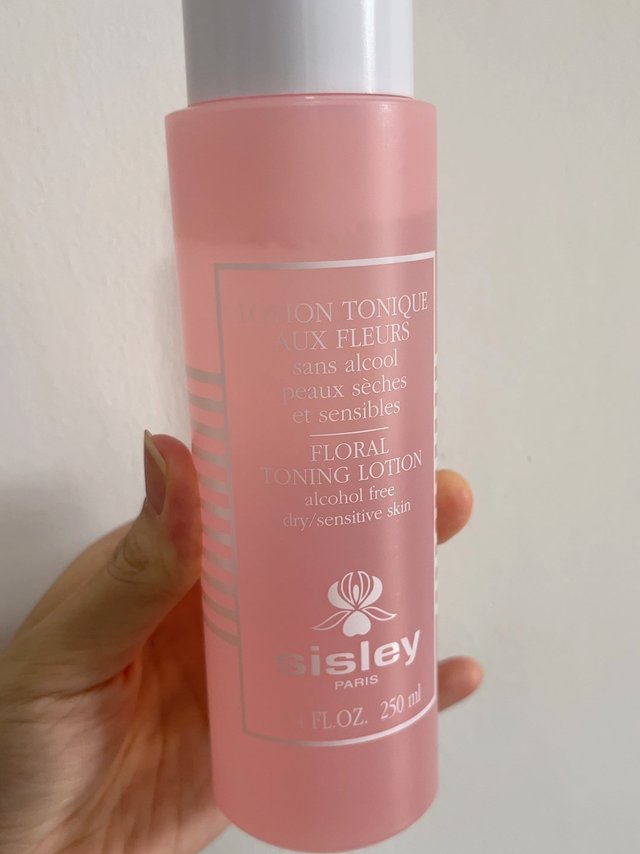 LOTION TONIQUE
AUX FLEURS
sans alcool
peaux sèches
et sensibles
FLORAL
TONING LOTION
alcohol free
dry/sensitive skin
sisley
PARIS
FL.OZ. 250 ml